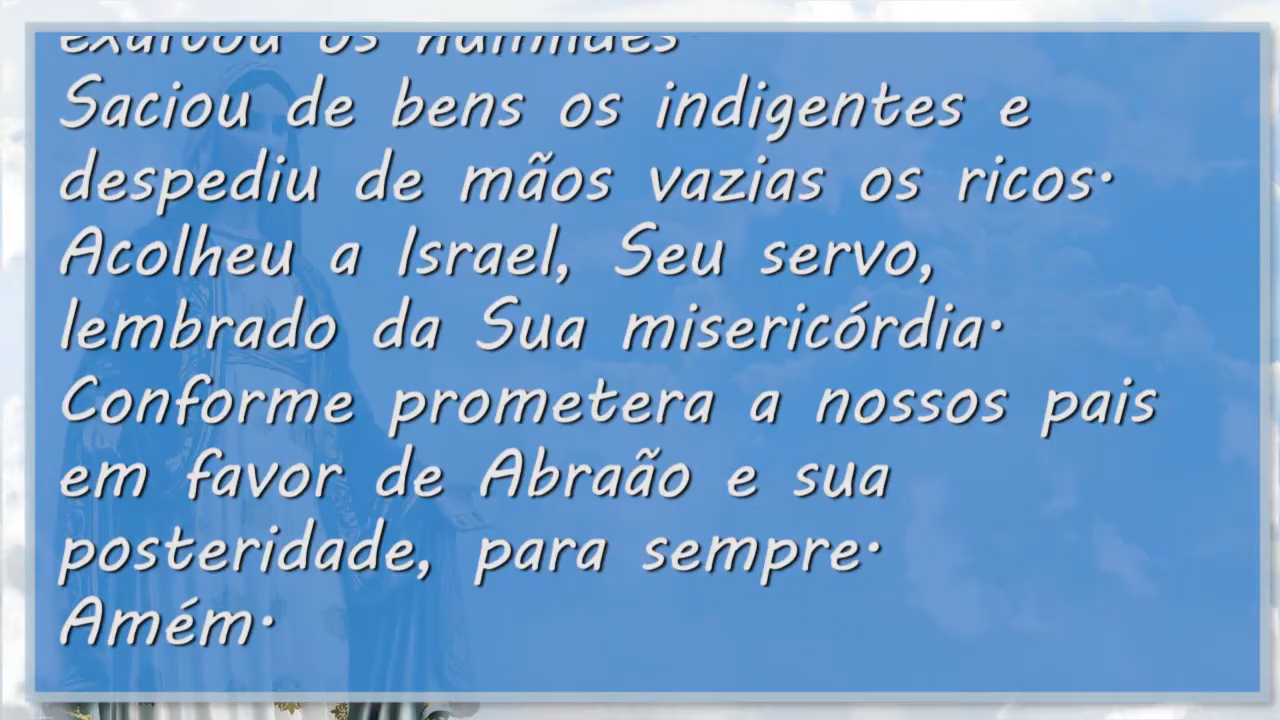 exaltou os humildes
Saciou de bens os indigentes e
despediu de mãos vazias os ricos·
Acolheu a Israel, Seu servo,
lembrado da Sua misericórdia·
Conforme prometera a nossos pais
em favor de Abraão e sua
posteridade, para sempre·
Amém·